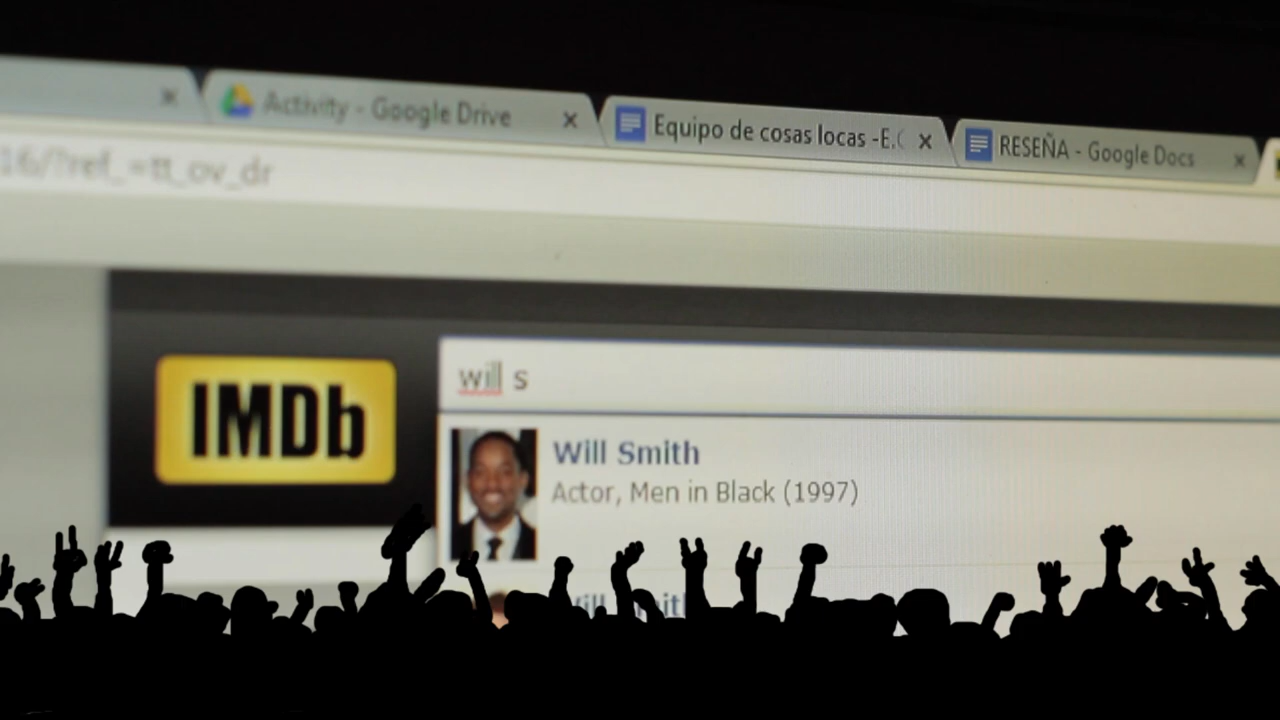 Activity - Google Drive
Equipo de cosas locas -E.
RESEÑA - Google Docs
16/?ref_=tt_ov_dr
IMDb
will s
Will Smith
Actor, Men in Black (1997)